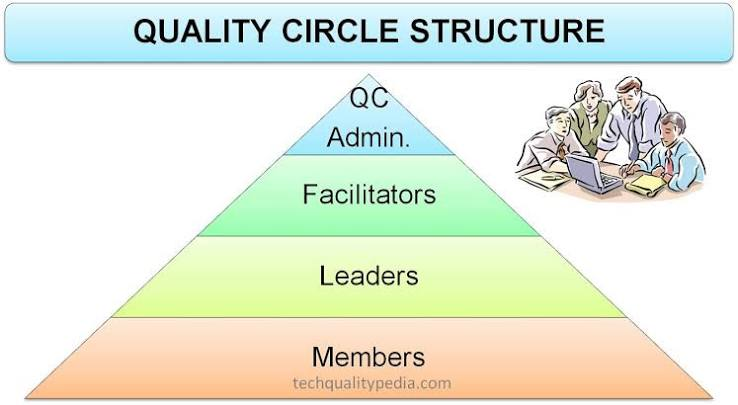 QUALITY CIRCLE STRUCTURE
QC
Admin.
Facilitators
Leaders
Members
techqualitypedia.com